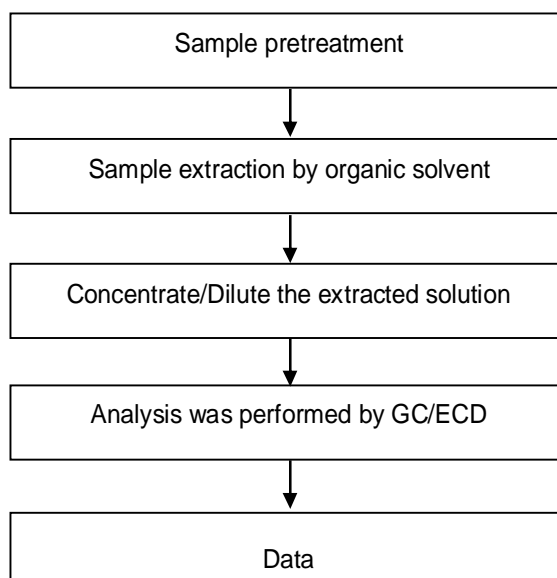 Sample pretreatment
Sample extraction by organic solvent
Concentrate/Dilute the extracted solution
Analysis was performed by GC/ECD
Data